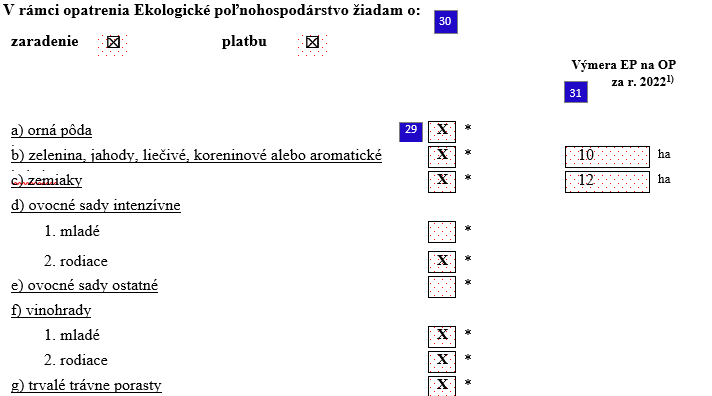 V rámci opatrenia Ekologické poľnohospodárstvo žiadam o: 30
zaradenie ☒ platbu ☒
Výmera EP na OP
za r. 2022¹⁾
31
a) orná pôda 29 X *
b) zelenina, jahody, liečivé, koreninové alebo aromatické X * 10 ha
c) zemiaky X * 12 ha
d) ovocné sady intenzívne
1. mladé *
2. rodiace X *
e) ovocné sady ostatné *
f) vinohrady
1. mladé X *
2. rodiace X *
g) trvalé trávne porasty X *